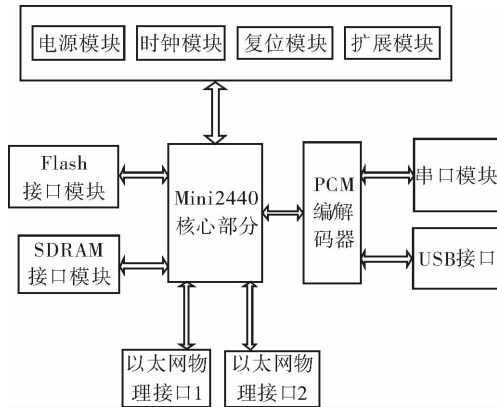 电源模块
时钟模块
复位模块
扩展模块
Flash
接口模块
SDRAM
接口模块
Mini2440
核心部分
PCM
编/解
码器
串口模块
USB接口
以太网物
理接口1
以太网物
理接口2